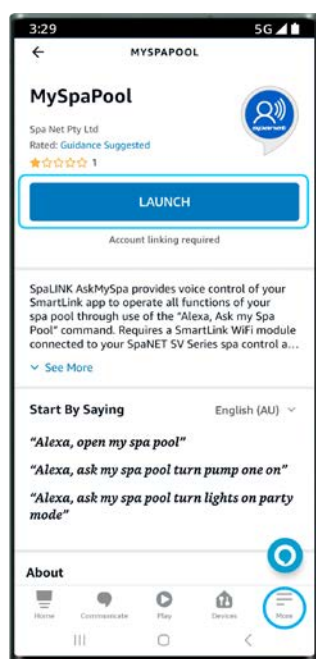 3:29 5G
MYSPAPOOL
MySpaPool
Spa Net Pty Ltd
Rated: Guidance Suggested
1
LAUNCH
Account linking required
SpaLINK AskMySpa provides voice control of your
SmartLink app to operate all functions of your
spa pool through use of the "Alexa, Ask my Spa
Pool" command. Requires a SmartLink WiFi module
connected to your SpaNET SV Series spa control a...
See More
Start By Saying English (AU)
"Alexa, open my spa pool"
"Alexa, ask my spa pool turn pump one on"
"Alexa, ask my spa pool turn lights on party
mode"
About
Home Communicate Play Devices More